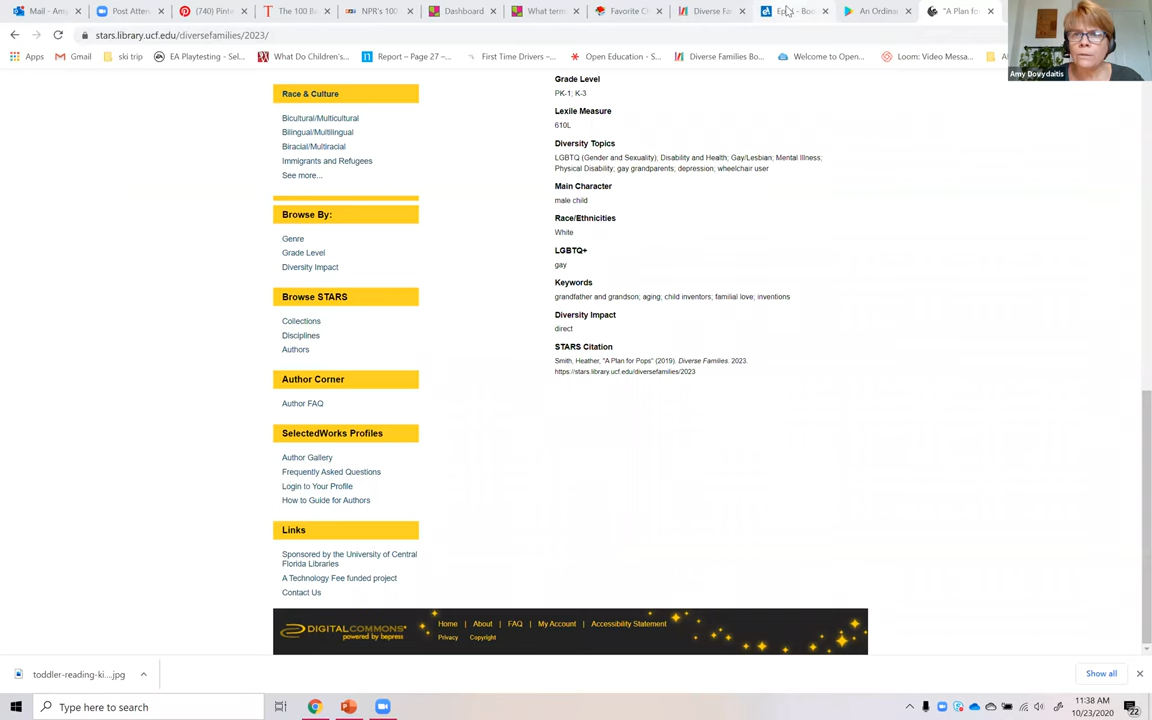 Mail - Am
Post Atten
(740) Pinte
The 100 B
NPR's 100
Dashboard
What term
Favorite C
Diverse Fa
Ep
- Boo
An Ordina
"A Plan fo
stars.library.ucf.edu/diversefamilies/2023/
Apps
Gmail
ski trip
EA Playtesting - Sel...
What Do Children's...
Report – Page 27 –...
First Time Drivers –...
Open Education - S...
Diverse Families Bo...
Welcome to Open...
Loom: Video Messa...
Amy Dovydaitis
Race & Culture
Bicultural/Multicultural
Bilingual/Multilingual
Biracial/Multiracial
Immigrants and Refugees
See more...
Browse By:
Genre
Grade Level
Diversity Impact
Browse STARS
Collections
Disciplines
Authors
Author Corner
Author FAQ
SelectedWorks Profiles
Author Gallery
Frequently Asked Questions
Login to Your Profile
How to Guide for Authors
Links
Sponsored by the University of Central
Florida Libraries
A Technology Fee funded project
Contact Us
Grade Level
PK-1; K-3
Lexile Measure
610L
Diversity Topics
LGBTQ (Gender and Sexuality); Disability and Health; Gay/Lesbian; Mental Illness;
Physical Disability; gay grandparents, depression, wheelchair user
Main Character
male child
Race/Ethnicities
White
LGBTQ+
gay
Keywords
grandfather and grandson; aging; child inventors; familial love; inventions
Diversity Impact
direct
STARS Citation
Smith, Heather, "A Plan for Pops" (2019). Diverse Families. 2023.
https://stars.library.ucf.edu/diversefamilies/2023
DIGITALCOMMONS
powered by bepress
Home | About | FAQ | My Account | Accessibility Statement
Privacy Copyright
toddler-reading-ki....jpg
Show all
Type here to search
11:38 AM
10/23/2020
22